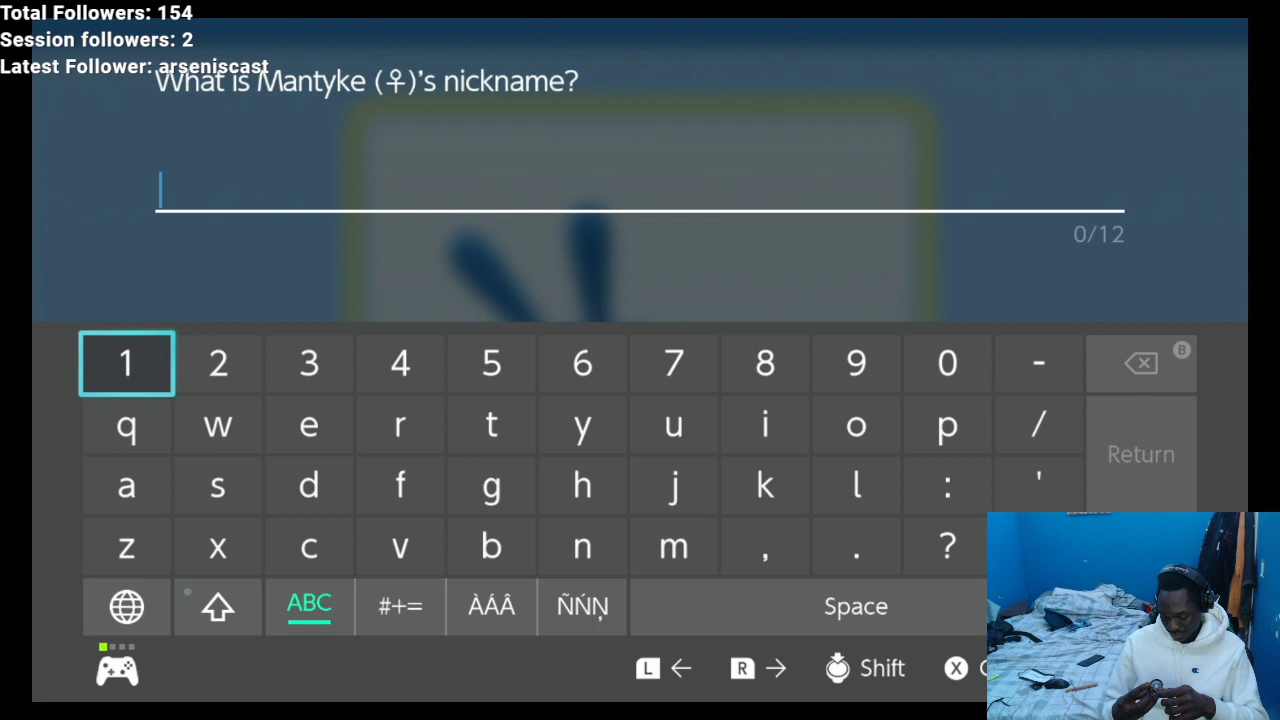 Total Followers: 154
Session followers: 2
Latest Follower: arseniscast
What is Mantyke (♀)'s nickname?
0/12
1 2 3 4 5 6 7 8 9 0 -
B
q w e r t y u i o p /
Return
a s d f g h j k l : '
z x c v b n m , . ?
ABC #+= ÀÁÂ ÑŃŅ Space
L ← R → Shift X